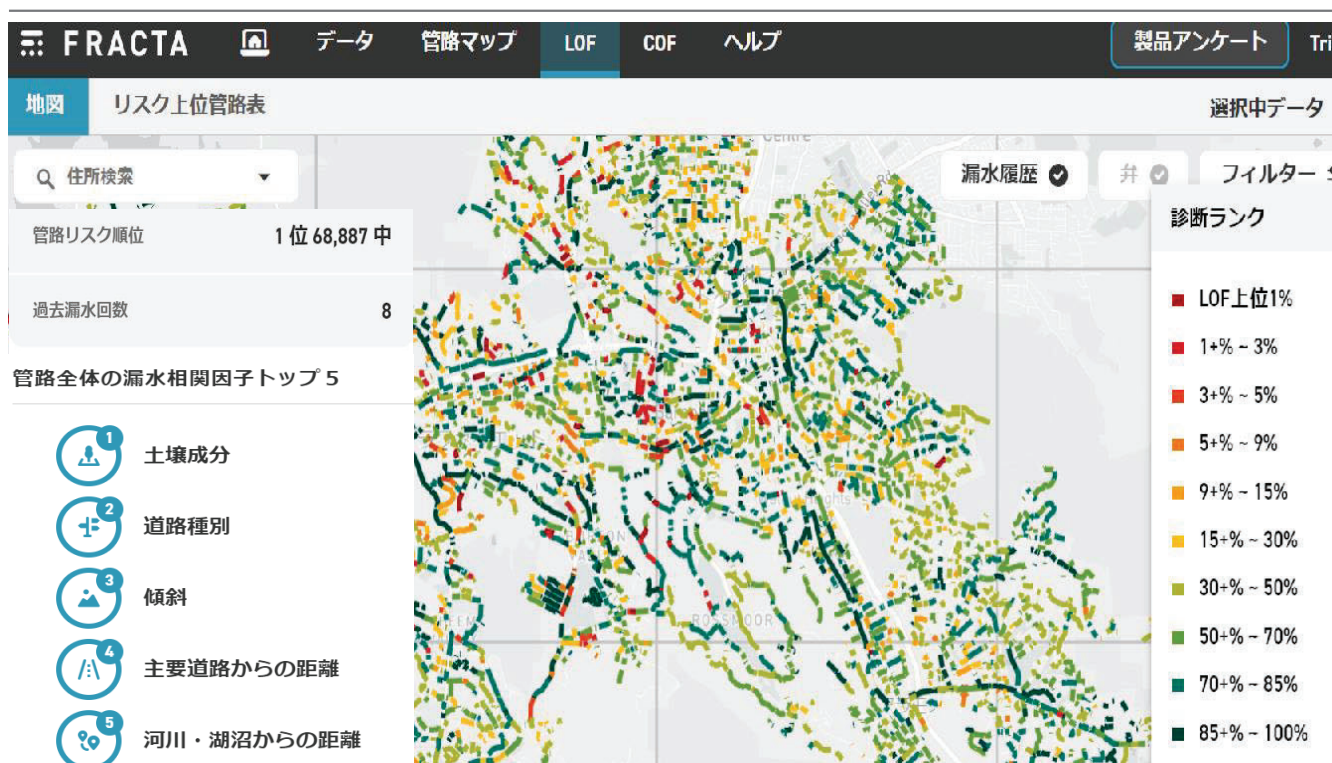 FRACTA データ 管路マップ LOF COF ヘルプ 製品アンケート Tri
地図 リスク上位管路表 選択中データ
住所検索 漏水履歴 弁 フィルター
管路リスク順位 1 位 68,887 中
過去漏水回数 8
管路全体の漏水相関因子トップ 5
1 土壌成分
2 道路種別
3 傾斜
4 主要道路からの距離
5 河川・湖沼からの距離
Centre
ROSSMOOR
診断ランク
LOF上位1%
1+% ~ 3%
3+% ~ 5%
5+% ~ 9%
9+% ~ 15%
15+% ~ 30%
30+% ~ 50%
50+% ~ 70%
70+% ~ 85%
85+% ~ 100%